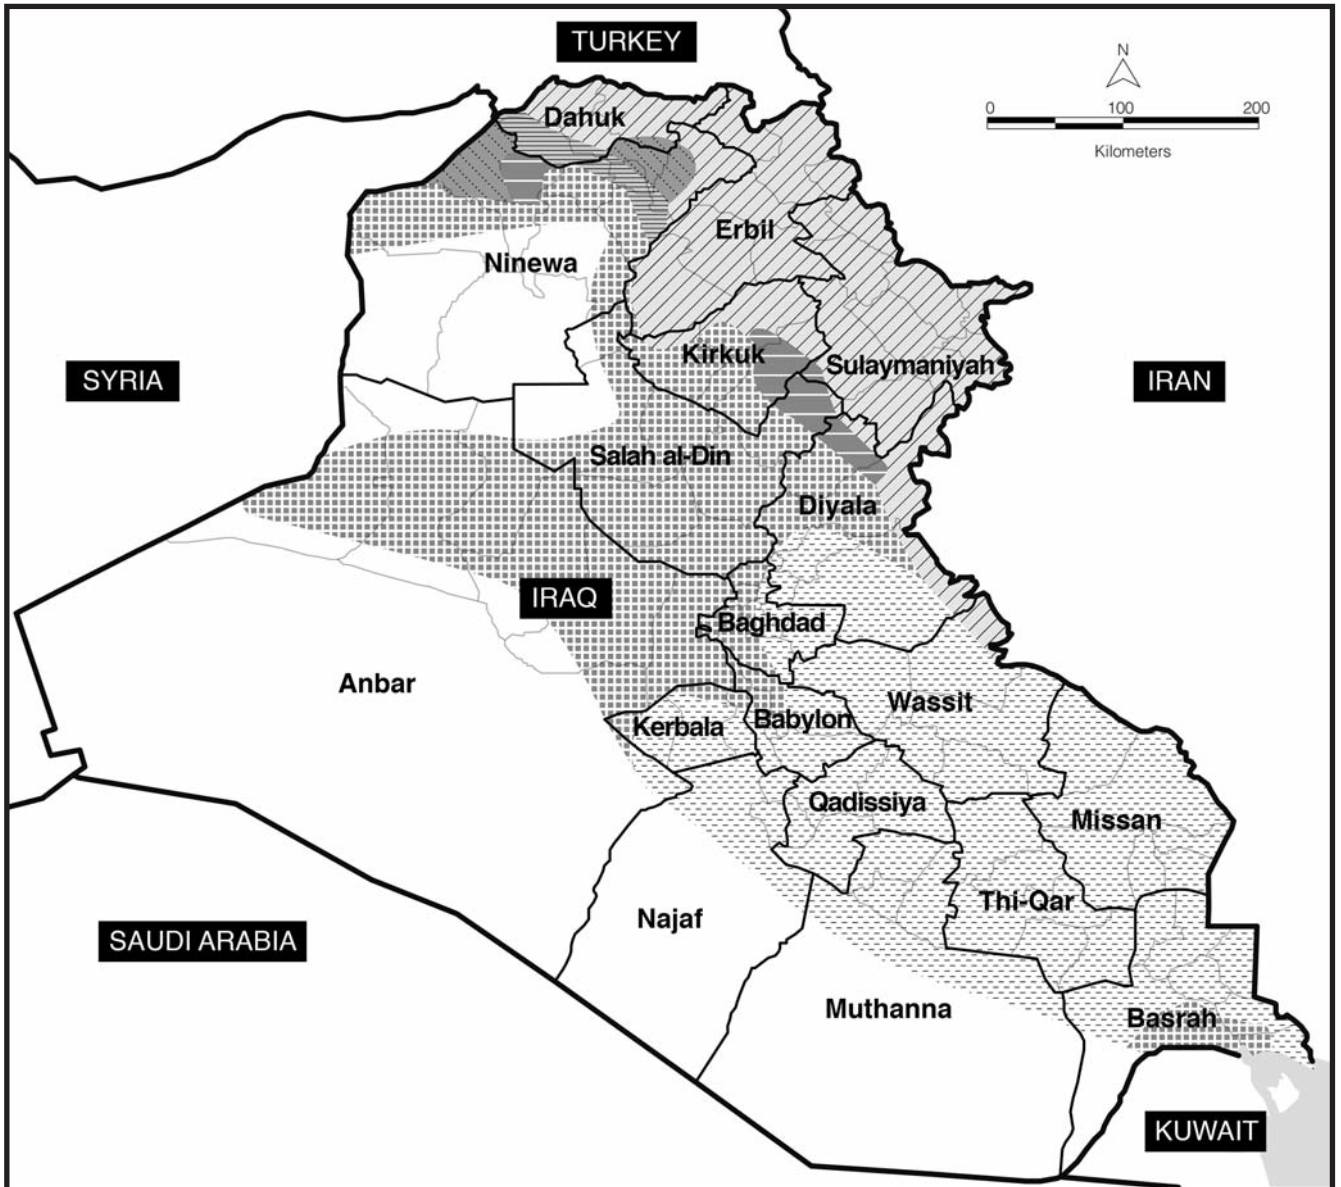 TURKEY
N
0 100 200
Kilometers
Dahuk
Erbil
Ninewa
Kirkuk
Sulaymaniyah
SYRIA
IRAN
Salah al-Din
Diyala
IRAQ
Baghdad
Anbar
Wassit
Kerbala
Babylon
Qadissiya
Missan
Thi-Qar
Najaf
SAUDI ARABIA
Muthanna
Basrah
KUWAIT